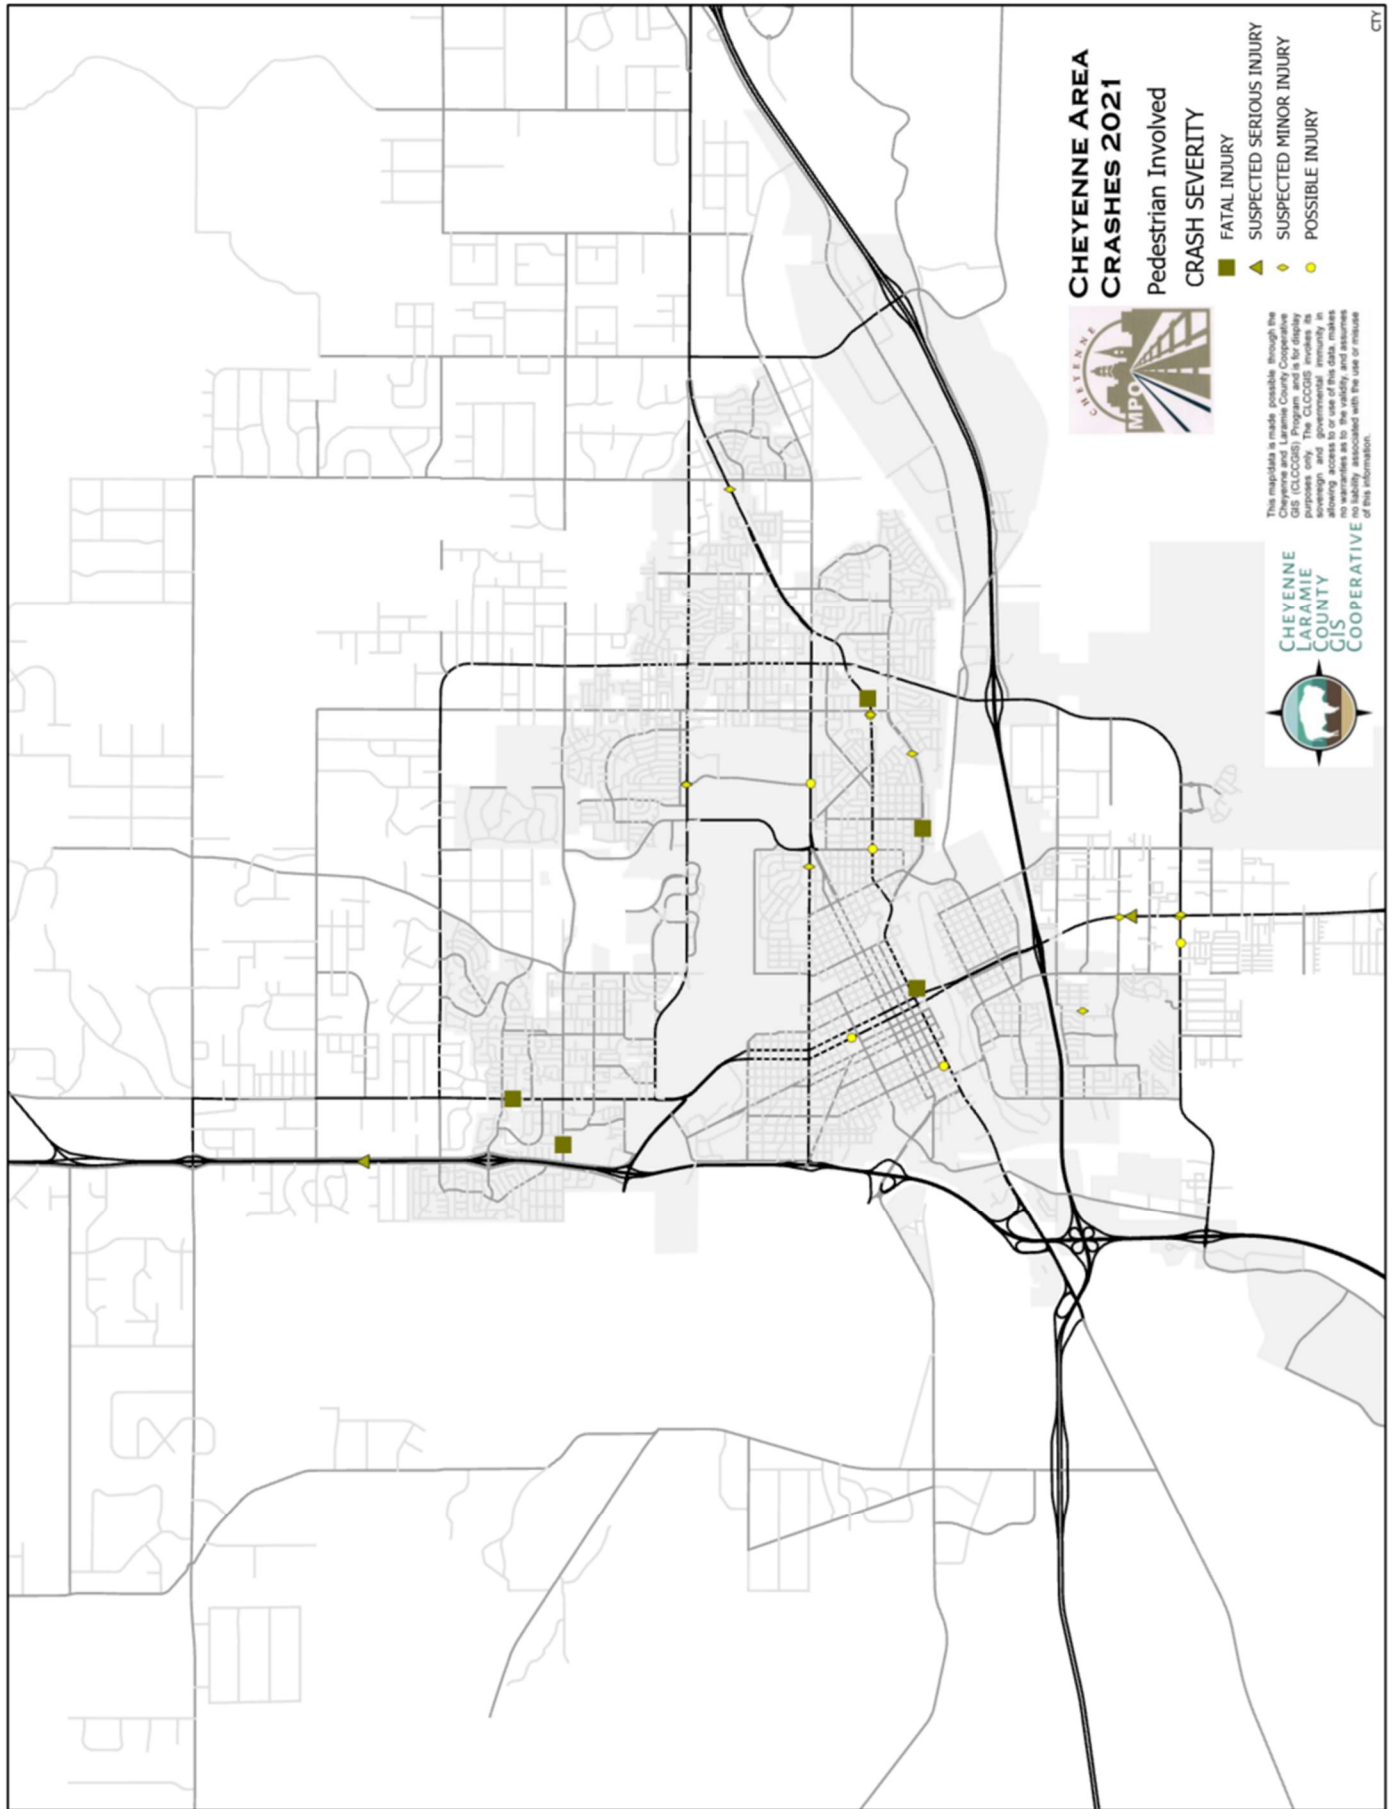 CHEYENNE AREA
CRASHES 2021
Pedestrian Involved
CRASH SEVERITY
FATAL INJURY
SUSPECTED SERIOUS INJURY
SUSPECTED MINOR INJURY
POSSIBLE INJURY
CHEYENNE
MPO
This map/data is made possible through the
Cheyenne and Laramie County Cooperative
GIS (CLCCGIS) Program and is for display
purposes only. The CLCCGIS invokes its
sovereign and governmental immunity in
allowing access to or use of this data, makes
no warranties as to the validity, and assumes
no liability associated with the use or misuse
of this information.
CHEYENNE
LARAMIE
COUNTY
GIS
COOPERATIVE
CTY